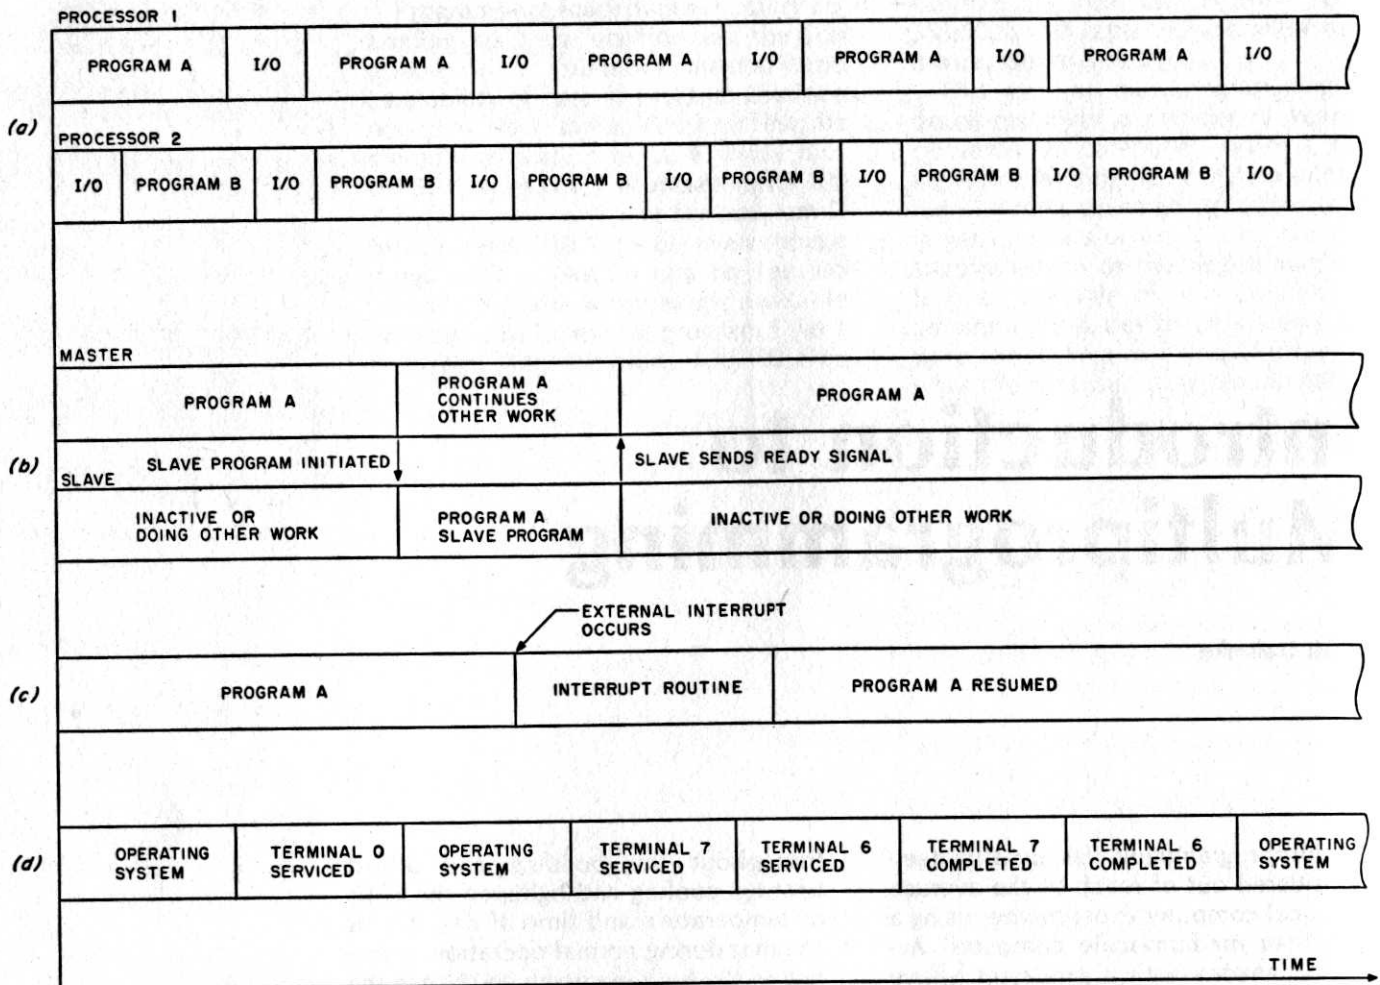 PROCESSOR 1
PROGRAM A I/O PROGRAM A I/O PROGRAM A I/O PROGRAM A I/O PROGRAM A I/O
(a)
PROCESSOR 2
I/O PROGRAM B I/O PROGRAM B I/O PROGRAM B I/O PROGRAM B I/O PROGRAM B I/O PROGRAM B I/O
MASTER
PROGRAM A
PROGRAM A
CONTINUES
OTHER WORK
PROGRAM A
(b)
SLAVE PROGRAM INITIATED
SLAVE SENDS READY SIGNAL
SLAVE
INACTIVE OR
DOING OTHER WORK
PROGRAM A
SLAVE PROGRAM
INACTIVE OR DOING OTHER WORK
EXTERNAL INTERRUPT
OCCURS
(c)
PROGRAM A INTERRUPT ROUTINE PROGRAM A RESUMED
(d)
OPERATING
SYSTEM
TERMINAL 0
SERVICED
OPERATING
SYSTEM
TERMINAL 7
SERVICED
TERMINAL 6
SERVICED
TERMINAL 7
COMPLETED
TERMINAL 6
COMPLETED
OPERATING
SYSTEM
TIME